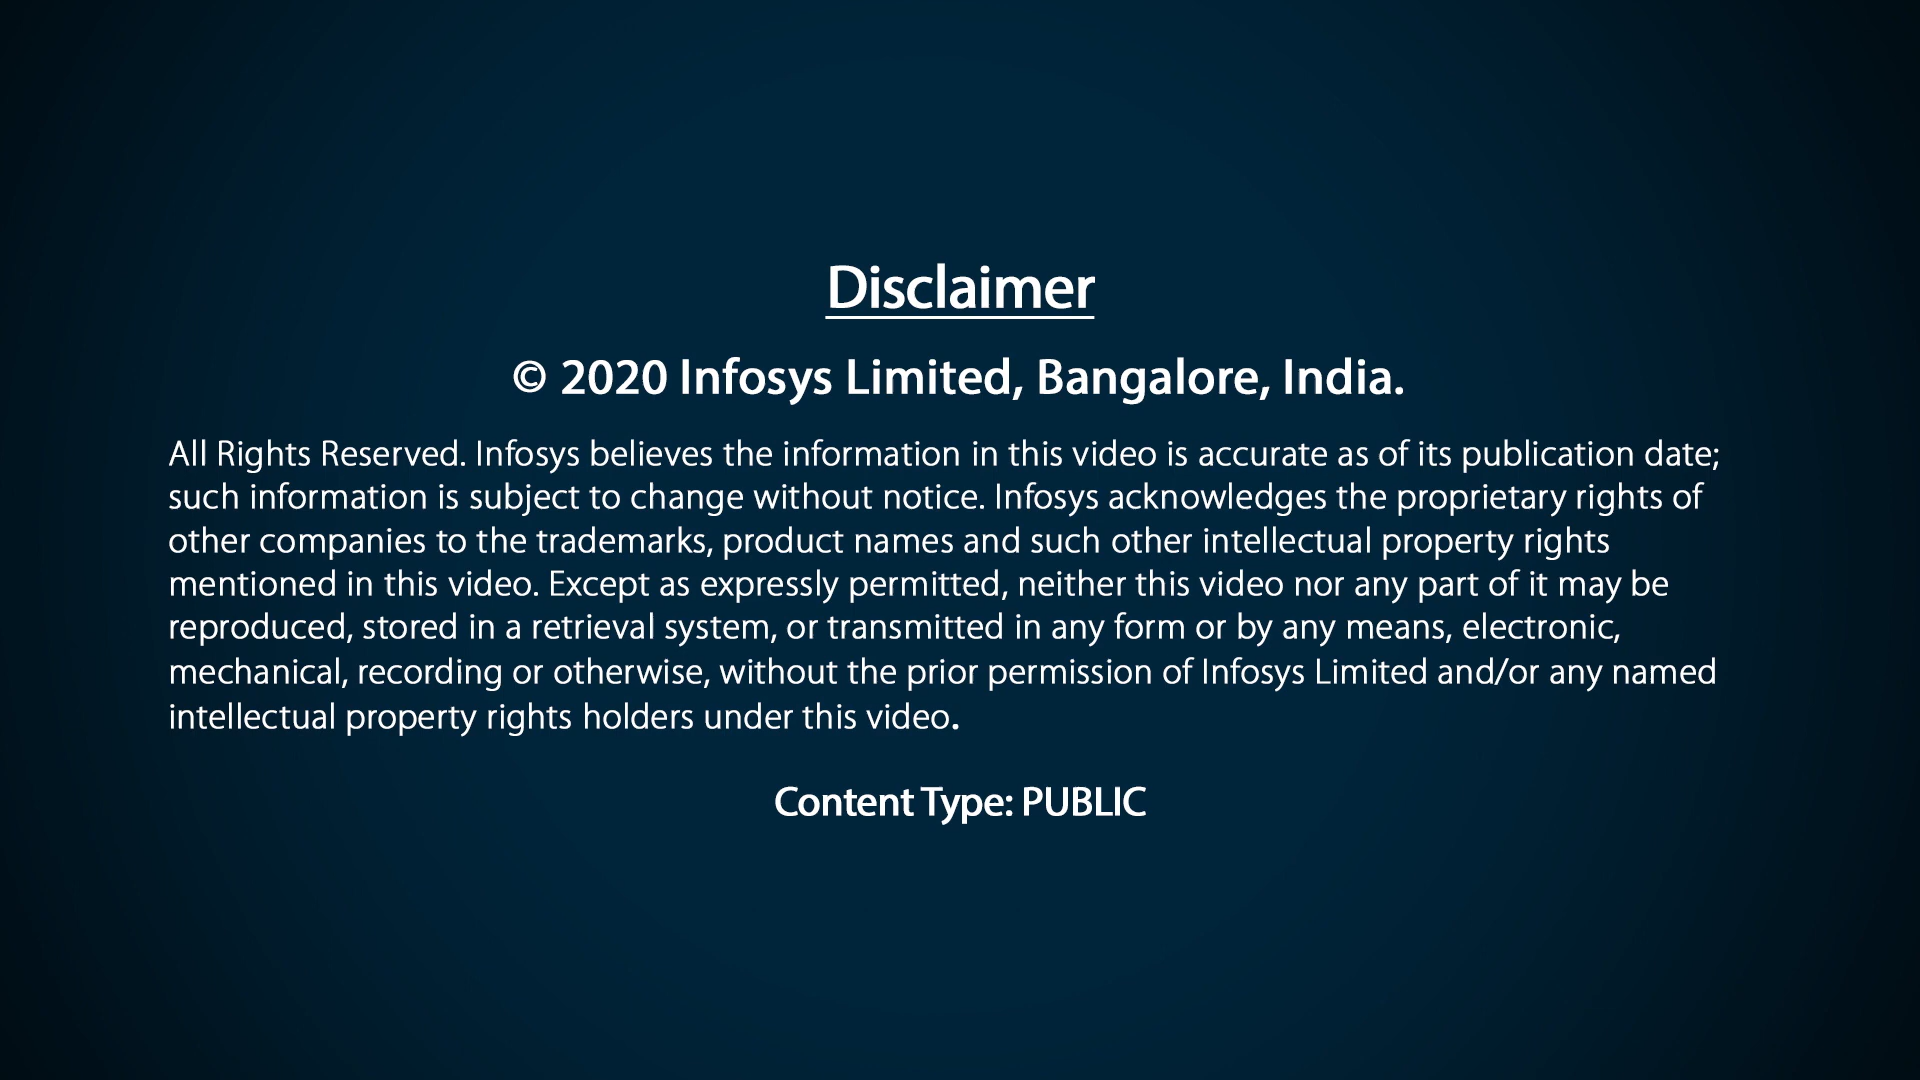 Disclaimer
© 2020 Infosys Limited, Bangalore, India.
All Rights Reserved. Infosys believes the information in this video is accurate as of its publication date;
such information is subject to change without notice. Infosys acknowledges the proprietary rights of
other companies to the trademarks, product names and such other intellectual property rights
mentioned in this video. Except as expressly permitted, neither this video nor any part of it may be
reproduced, stored in a retrieval system, or transmitted in any form or by any means, electronic,
mechanical, recording or otherwise, without the prior permission of Infosys Limited and/or any named
intellectual property rights holders under this video.
Content Type: PUBLIC